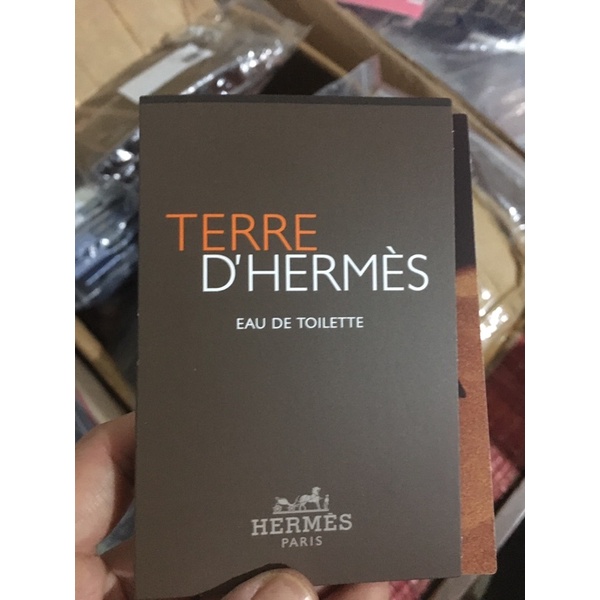 TERRE
D'HERMÈS
EAU DE TOILETTE
HERMÈS
PARIS